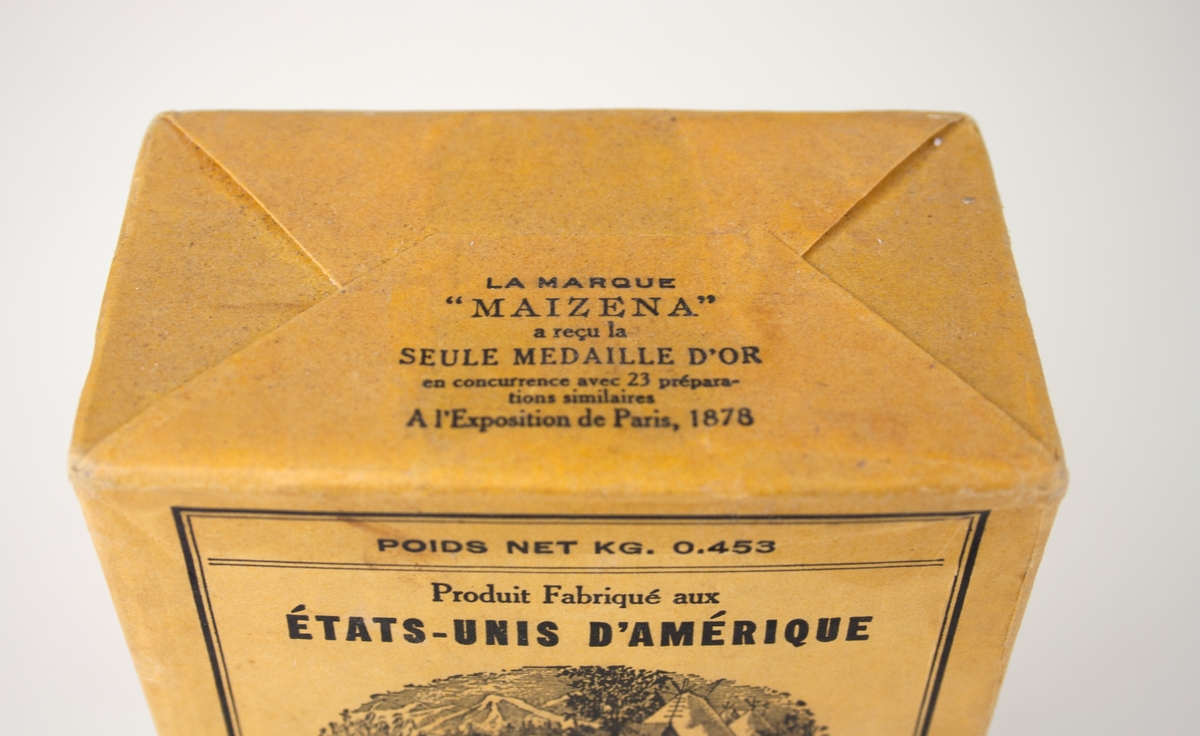 LA MARQUE
“MAIZENA”
a reçu la
SEULE MEDAILLE D’OR
en concurrence avec 23 prépara-
tions similaires
A l’Exposition de Paris, 1878
POIDS NET KG. 0.453
Produit Fabriqué aux
ÉTATS-UNIS D’AMÉRIQUE